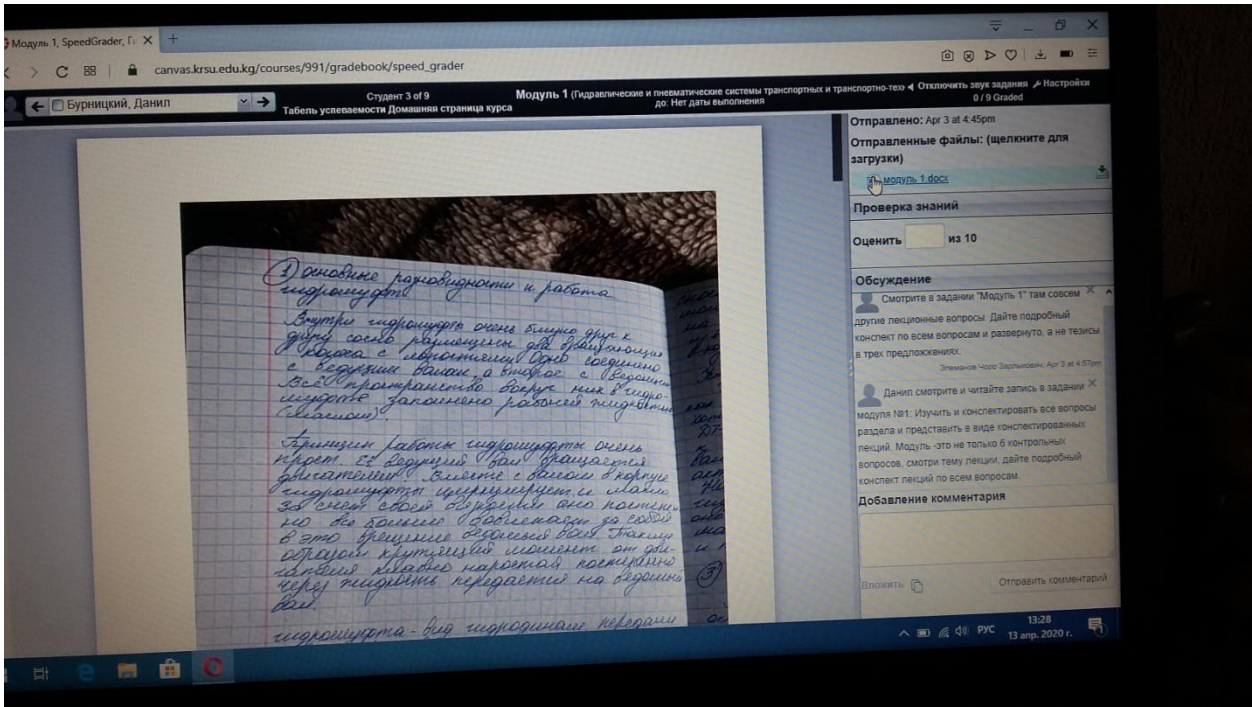 Модуль 1, SpeedGrader, Г
canvas.krsu.edu.kg/courses/991/gradebook/speed_grader
Бурницкий, Данил
Студент 3 of 9
Табель успеваемости Домашняя страница курса
Модуль 1 (Гидравлические и пневматические системы транспортных и транспортно-тех
до: Нет даты выполнения
Отключить звук задания Настройки
0 / 9 Graded
1) основные разновидности и работа
гидромуфт
Внутри гидромуфты очень близко друг к
другу соосно размещены два вращающих
колеса с лопастями. Одно соединено
с ведущим валом, а второе с ведомым
Всё пространство вокруг них в гидро-
муфте заполнено рабочей жидкостью
(маслом).
Принцип работы гидромуфты очень
прост. Её ведущий вал вращается
двигателем. Вместе с валом в корпусе
гидромуфты циркулирует и масло
За счет своей оно постепен
но все больше за собой
в это вращение ведомый вал. Таким
образом крутящий момент от дви-
гателя плавно нарастая постепенно
через жидкость передаётся на ведомый
вал.
гидромуфта - вид гидродинам передачи
3
Отправлено: Apr 3 at 4:45pm
Отправленные файлы: (щелкните для
загрузки)
модуль 1.docx
Проверка знаний
Оценить из 10
Обсуждение
Смотрите в задании "Модуль 1" там совсем
другие лекционные вопросы. Дайте подробный
конспект по всем вопросам и развернуто, а не тезисы
в трех предложениях.
Apr 3 at 4:57pm
Данил смотрите и читайте запись в задании
модуля №1: Изучить и конспектировать все вопросы
раздела и представить в виде конспектированных
лекций. Модуль -это не только 6 контрольных
вопросов, смотри тему лекции, дайте подробный
конспект лекций по всем вопросам.
Добавление комментария
Вложить
Отправить комментарий
РУС
13:28
13 апр. 2020 г.